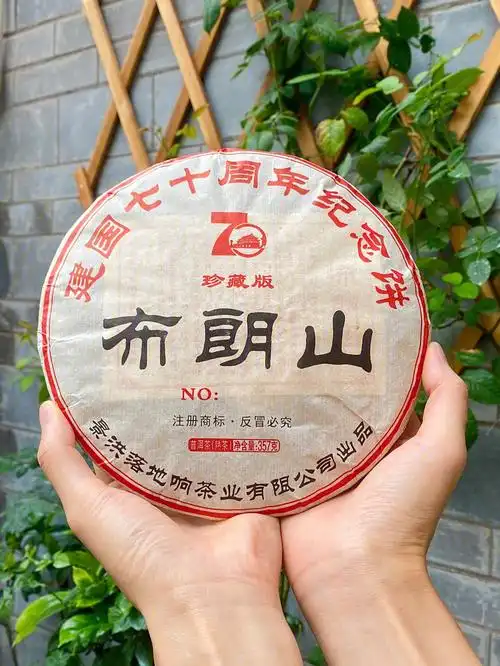 建国七十周年纪念饼
70
珍藏版
布朗山
NO:
注册商标·反冒必究
普洱茶(熟茶) 净含量:357克
景洪落地响茶业有限公司出品